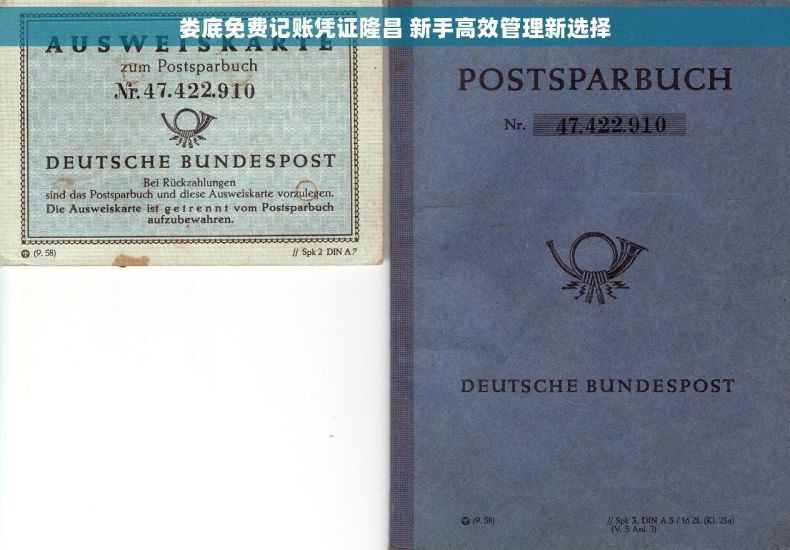 娄底免费记账凭证隆昌 新手高效管理新选择
AUSWEISKARTE
zum Postsparbuch
Nr. 47.422.910
DEUTSCHE BUNDESPOST
Bei Rückzahlungen
sind das Postsparbuch und diese Ausweiskarte vorzulegen.
Die Ausweiskarte ist getrennt vom Postsparbuch
aufzubewahren.
(9. 58)
// Spk 2 DIN A 7
POSTSPARBUCH
Nr. 47.422.910
DEUTSCHE BUNDESPOST
(9. 58)
// Spk 3, DIN A 5 / 16 Bl. (Kl. 23a)
(V, 5 Anl. 2)